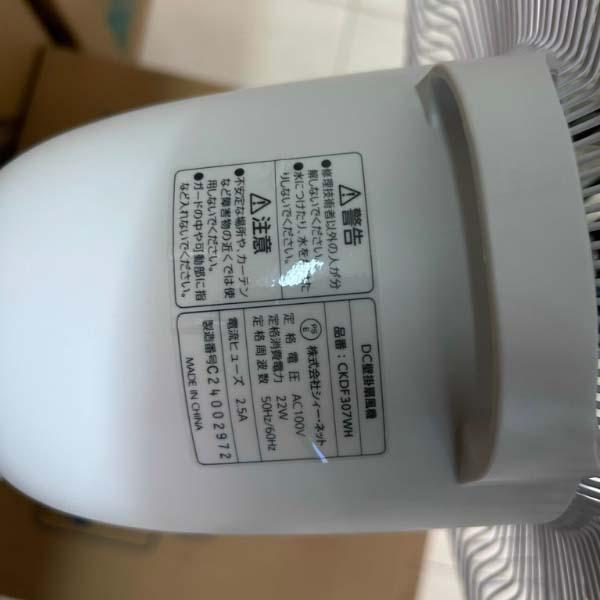 ⚠警告
●修理技術者以外の人が分
解しないでください。
●水につけたり、水を
りしないでください。
⚠注意
●不安定な場所や、カーテン
など障害物の近くでは使
用しないでください。
●ガードの中や可動部に指
など入れないでください。
DC壁掛扇風機
品番：CKDF307WH
PSE 株式会社シィー・ネット
定格電圧 AC100V
定格消費電力 22W
定格周波数 50Hz/60Hz
電流ヒューズ 2.5A
製造番号C24002972
MADE IN CHINA